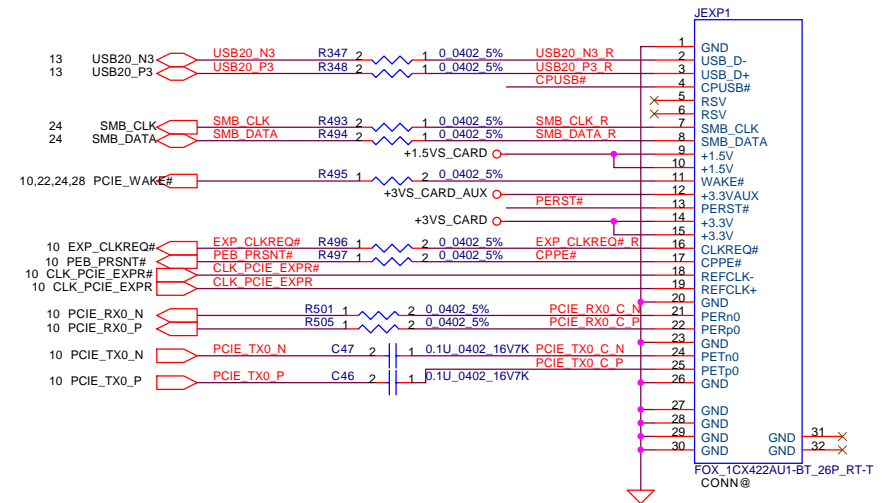 JEXP1
1 GND
13 USB20_N3 USB20_N3 R347 2 1 0_0402_5% USB20_N3_R 2 USB_D-
13 USB20_P3 USB20_P3 R348 2 1 0_0402_5% USB20_P3_R 3 USB_D+
CPUSB# 4 CPUSB#
5 RSV
6 RSV
24 SMB_CLK SMB_CLK R493 2 1 0_0402_5% SMB_CLK_R 7 SMB_CLK
24 SMB_DATA SMB_DATA R494 2 1 0_0402_5% SMB_DATA_R 8 SMB_DATA
+1.5VS_CARD 9 +1.5V
10 +1.5V
10,22,24,28 PCIE_WAKE# R495 1 2 0_0402_5% 11 WAKE#
+3VS_CARD_AUX 12 +3.3VAUX
PERST# 13 PERST#
+3VS_CARD 14 +3.3V
15 +3.3V
10 EXP_CLKREQ# EXP_CLKREQ# R496 1 2 0_0402_5% EXP_CLKREQ#_R 16 CLKREQ#
10 PEB_PRSNT# PEB_PRSNT# R497 1 2 0_0402_5% CPPE# 17 CPPE#
10 CLK_PCIE_EXPR# CLK_PCIE_EXPR# 18 REFCLK-
10 CLK_PCIE_EXPR CLK_PCIE_EXPR 19 REFCLK+
20 GND
10 PCIE_RX0_N R501 1 2 0_0402_5% PCIE_RX0_C_N 21 PERn0
10 PCIE_RX0_P R505 1 2 0_0402_5% PCIE_RX0_C_P 22 PERp0
23 GND
10 PCIE_TX0_N PCIE_TX0_N C47 2 1 0.1U_0402_16V7K PCIE_TX0_C_N 24 PETn0
PCIE_TX0_C_P 25 PETp0
10 PCIE_TX0_P PCIE_TX0_P C46 2 1 0.1U_0402_16V7K 26 GND
27 GND
28 GND
29 GND GND 31
30 GND GND 32
FOX_1CX422AU1-BT_26P_RT-T
CONN@